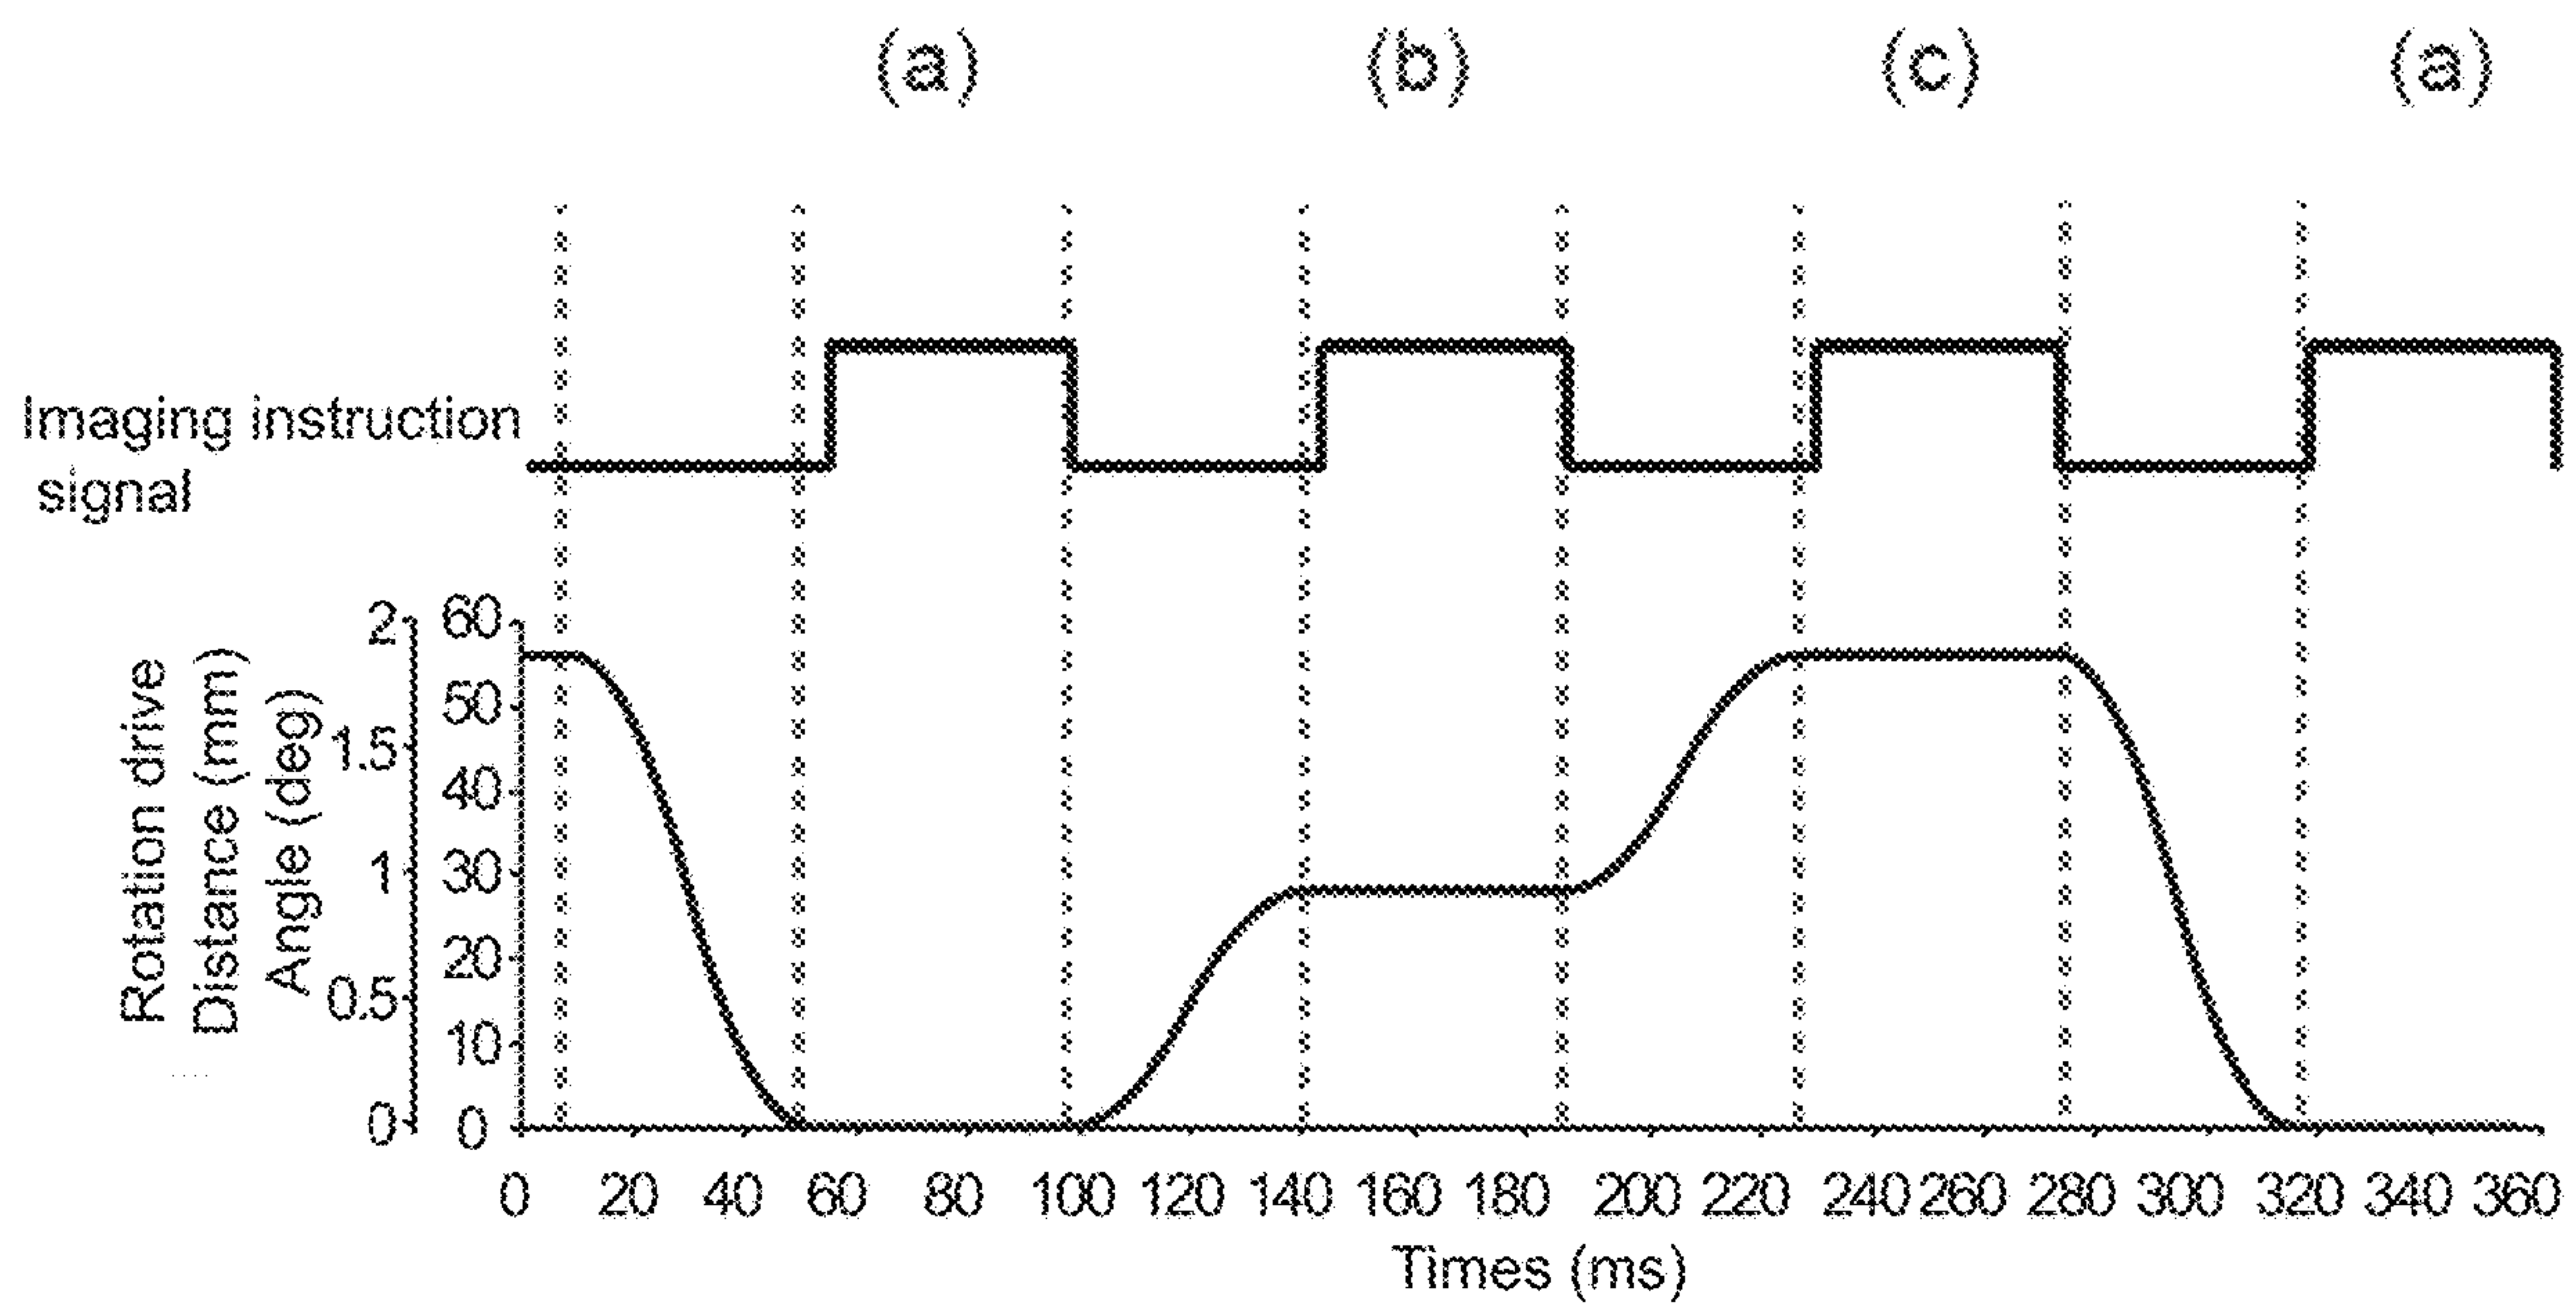 (a) (b) (c) (a)
Imaging instruction
signal
Rotation drive
Distance (mm)
Angle (deg)
2
1.5
1
0.5
0
60
50
40
30
20
10
0
0 20 40 60 80 100 120 140 160 180 200 220 240 260 280 300 320 340 360
Times (ms)